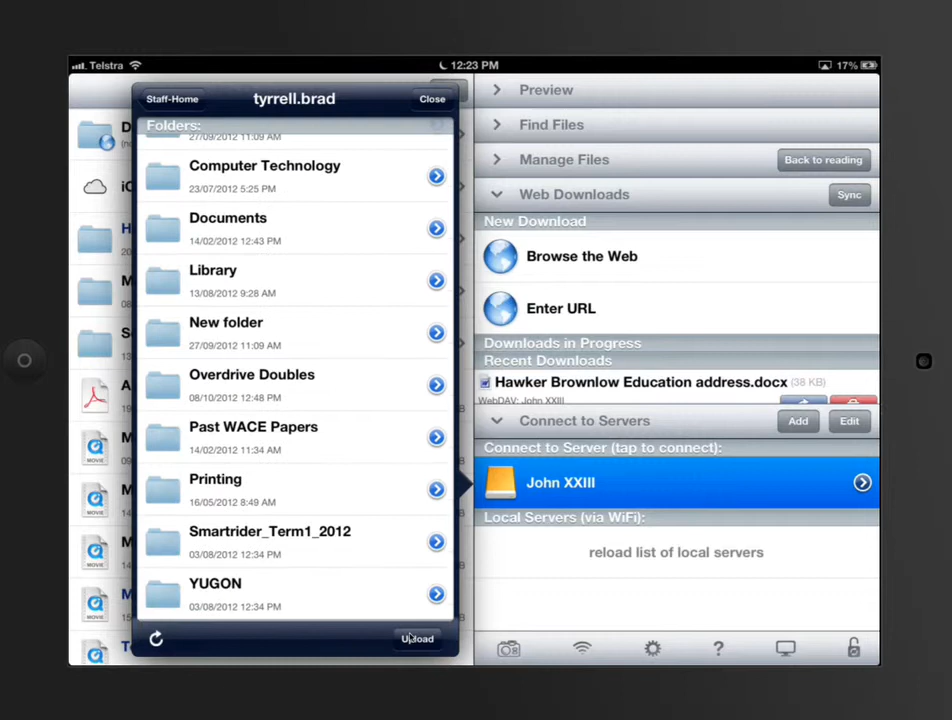 Telstra
12:23 PM
17%
Staff-Home
tyrrell.brad
Close
Folders:
27/09/2012 11:09 AM
Computer Technology
23/07/2012 5:25 PM
Documents
14/02/2012 12:43 PM
Library
13/08/2012 9:28 AM
New folder
27/09/2012 11:09 AM
Overdrive Doubles
08/10/2012 12:48 PM
Past WACE Papers
14/02/2012 11:34 AM
Printing
16/05/2012 8:49 AM
Smartrider_Term1_2012
03/08/2012 12:34 PM
YUGON
03/08/2012 12:34 PM
Upload
Preview
Find Files
Manage Files
Back to reading
Web Downloads
Sync
New Download
Browse the Web
Enter URL
Downloads in Progress
Recent Downloads
Hawker Brownlow Education address.docx (38 KB)
WebDAV: John XXIII
Connect to Servers
Add
Edit
Connect to Server (tap to connect):
John XXIII
Local Servers (via WiFi):
reload list of local servers
?
MOVIE
MOVIE
MOVIE
MOVIE